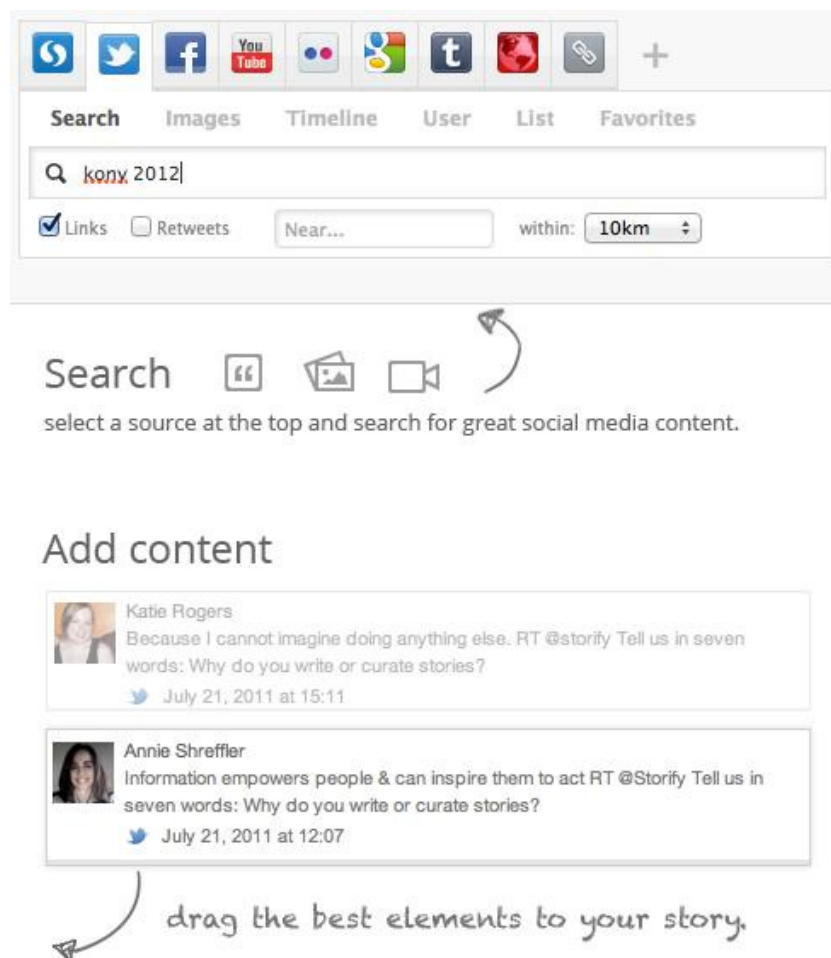 You
Tube
Search Images Timeline User List Favorites
kony 2012
Links Retweets Near... within: 10km
Search
select a source at the top and search for great social media content.
Add content
Katie Rogers
Because I cannot imagine doing anything else. RT @storify Tell us in seven
words: Why do you write or curate stories?
July 21, 2011 at 15:11
Annie Shreffler
Information empowers people & can inspire them to act RT @Storify Tell us in
seven words: Why do you write or curate stories?
July 21, 2011 at 12:07
drag the best elements to your story.